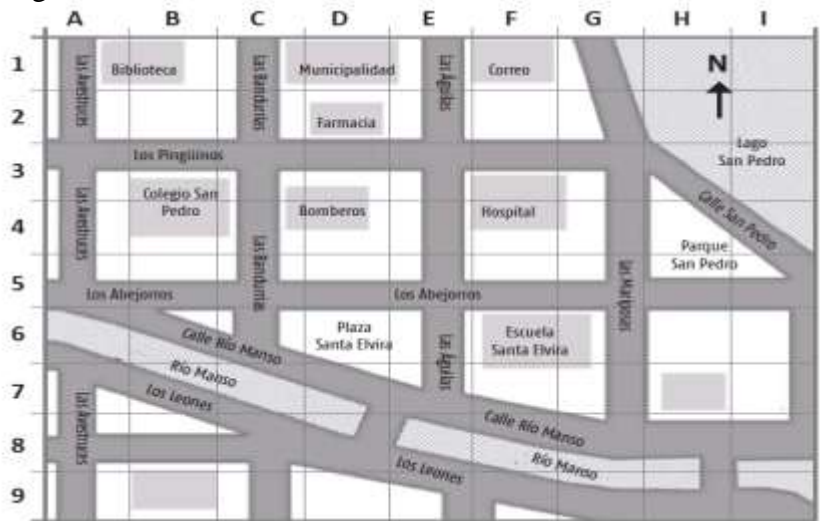 A B C D E F G H I
1
Biblioteca
Municipalidad
Correo
N
Las Avestruces
Las Bandurrias
Las Águilas
2
Farmacia
Lago
San Pedro
3
Los Pingüinos
Colegio San
Pedro
Calle San Pedro
4
Las Avestruces
Bomberos
Hospital
Las Bandurrias
Parque
San Pedro
5
Los Abejorros
Los Abejorros
Las Mariposas
6
Calle Río Manso
Plaza
Santa Elvira
Las Águilas
Escuela
Santa Elvira
7
Río Manso
Los Leones
Las Avestruces
Calle Río Manso
8
Los Leones
Río Manso
9